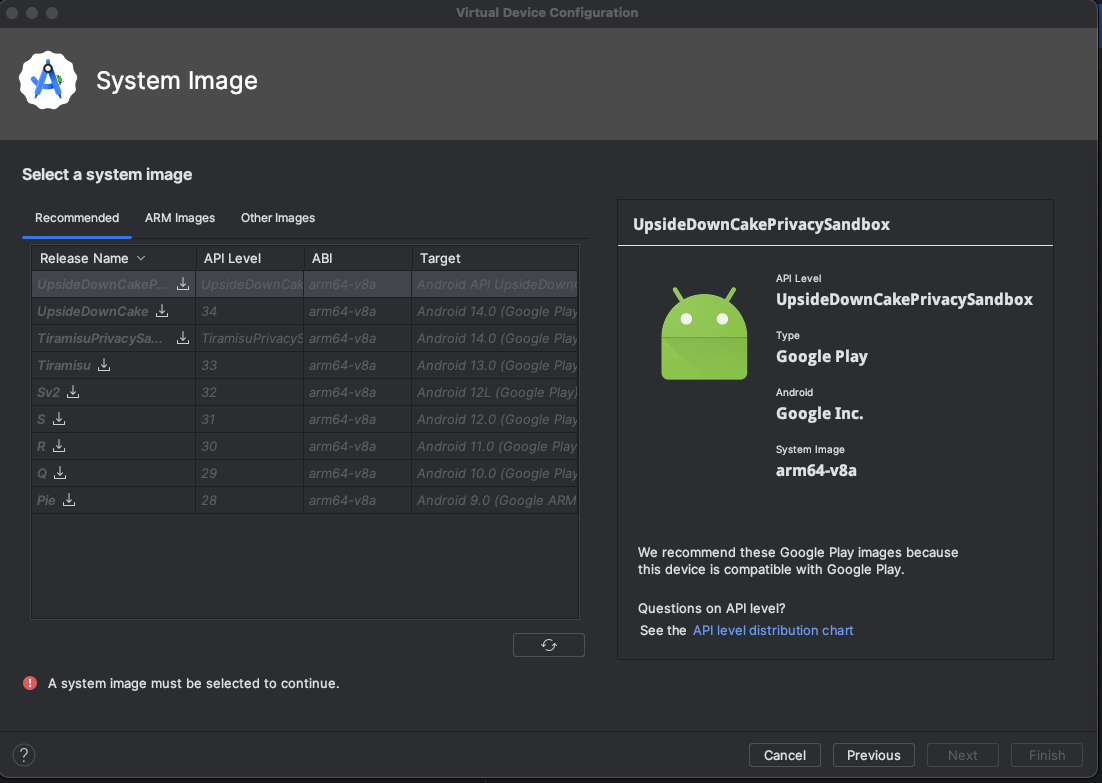 Virtual Device Configuration
System Image
Select a system image
Recommended ARM Images Other Images
Release Name API Level ABI Target
UpsideDownCakeP... UpsideDownCak arm64-v8a Android API UpsideDown
UpsideDownCake 34 arm64-v8a Android 14.0 (Google Play
TiramisuPrivacySa... TiramisuPrivacyS arm64-v8a Android 14.0 (Google Play
Tiramisu 33 arm64-v8a Android 13.0 (Google Play
Sv2 32 arm64-v8a Android 12L (Google Play)
S 31 arm64-v8a Android 12.0 (Google Play
R 30 arm64-v8a Android 11.0 (Google Play
Q 29 arm64-v8a Android 10.0 (Google Play
Pie 28 arm64-v8a Android 9.0 (Google ARM
UpsideDownCakePrivacySandbox
API Level
UpsideDownCakePrivacySandbox
Type
Google Play
Android
Google Inc.
System Image
arm64-v8a
We recommend these Google Play images because
this device is compatible with Google Play.
Questions on API level?
See the API level distribution chart
! A system image must be selected to continue.
? Cancel Previous Next Finish